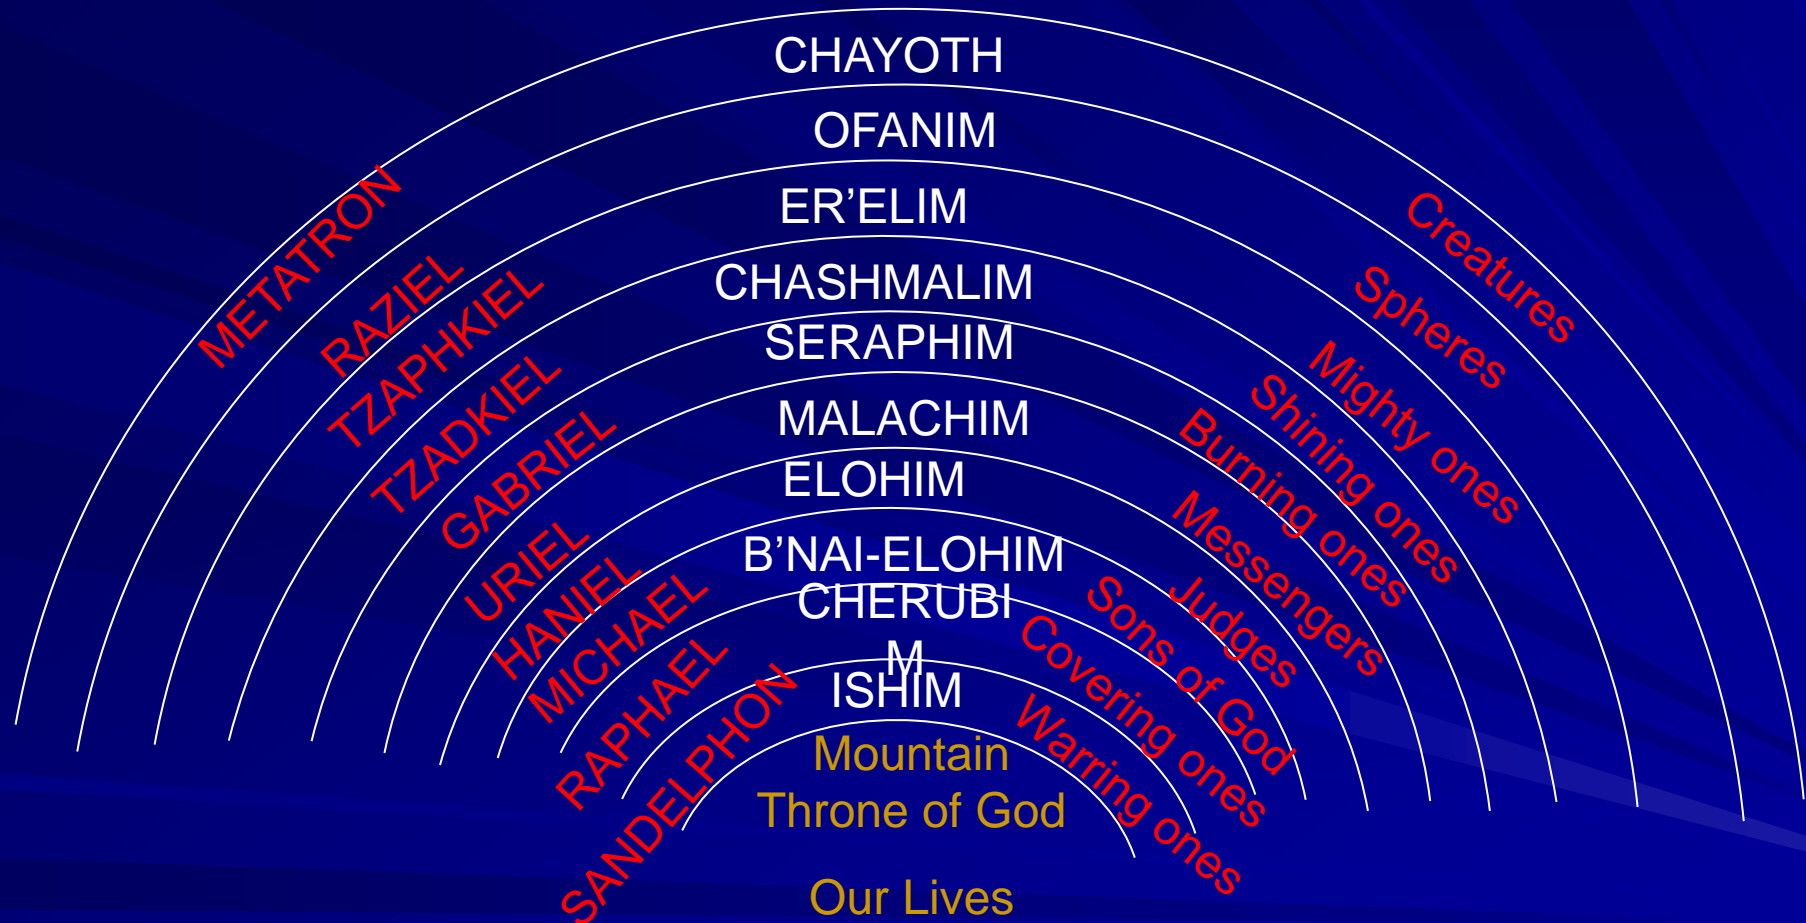 CHAYOTH
OFANIM
ER’ELIM
CHASHMALIM
SERAPHIM
MALACHIM
ELOHIM
B’NAI-ELOHIM
CHERUBI
M
ISHIM
Mountain
Throne of God
Our Lives
METATRON
RAZIEL
TZAPHKIEL
TZADKIEL
GABRIEL
URIEL
HANIEL
MICHAEL
RAPHAEL
SANDELPHON
Creatures
Spheres
Mighty ones
Shining ones
Burning ones
Messengers
Judges
Sons of God
Covering ones
Warring ones